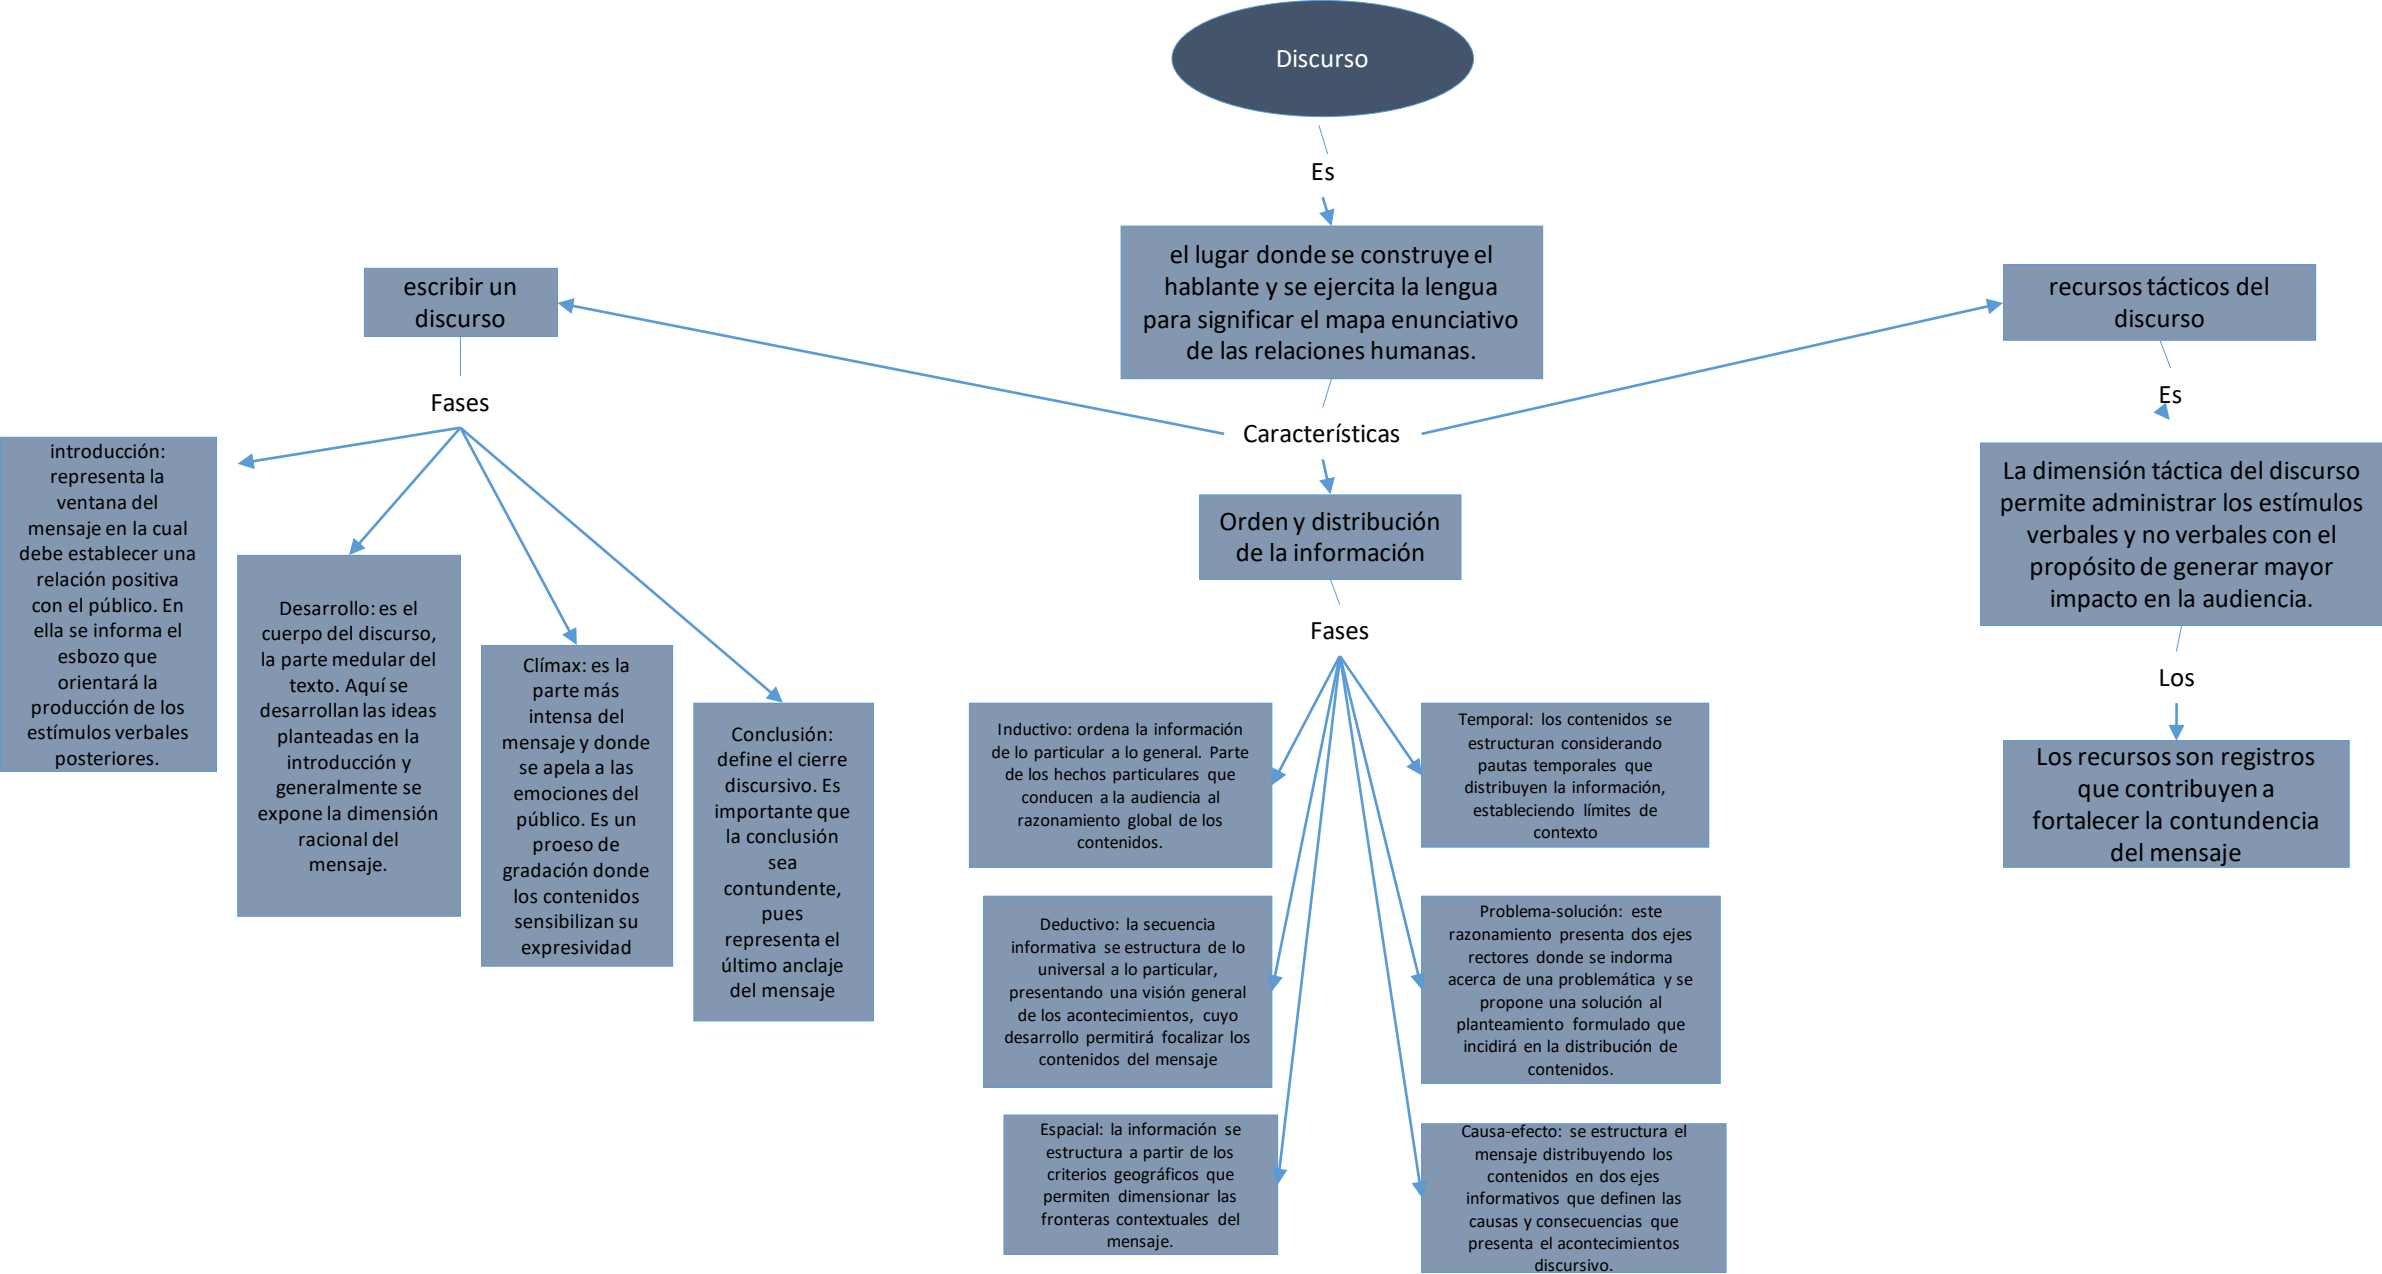 Discurso
Es
el lugar donde se construye el
hablante y se ejercita la lengua
para significar el mapa enunciativo
de las relaciones humanas.
Características
escribir un
discurso
Fases
introducción:
representa la
ventana del
mensaje en la cual
debe establecer una
relación positiva
con el público. En
ella se informa el
esbozo que
orientará la
producción de los
estímulos verbales
posteriores.
Desarrollo: es el
cuerpo del discurso,
la parte medular del
texto. Aquí se
desarrollan las ideas
planteadas en la
introducción y
generalmente se
expone la dimensión
racional del
mensaje.
Clímax: es la
parte más
intensa del
mensaje y donde
se apela a las
emociones del
público. Es un
proeso de
gradación donde
los contenidos
sensibilizan su
expresividad
Conclusión:
define el cierre
discursivo. Es
importante que
la conclusión
sea
contundente,
pues
representa el
último anclaje
del mensaje
Orden y distribución
de la información
Fases
Inductivo: ordena la información
de lo particular a lo general. Parte
de los hechos particulares que
conducen a la audiencia al
razonamiento global de los
contenidos.
Deductivo: la secuencia
informativa se estructura de lo
universal a lo particular,
presentando una visión general
de los acontecimientos, cuyo
desarrollo permitirá focalizar los
contenidos del mensaje
Espacial: la información se
estructura a partir de los
criterios geográficos que
permiten dimensionar las
fronteras contextuales del
mensaje.
Temporal: los contenidos se
estructuran considerando
pautas temporales que
distribuyen la información,
estableciendo límites de
contexto
Problema-solución: este
razonamiento presenta dos ejes
rectores donde se indorma
acerca de una problemática y se
propone una solución al
planteamiento formulado que
incidirá en la distribución de
contenidos.
Causa-efecto: se estructura el
mensaje distribuyendo los
contenidos en dos ejes
informativos que definen las
causas y consecuencias que
presenta el acontecimientos
discursivo.
recursos tácticos del
discurso
Es
La dimensión táctica del discurso
permite administrar los estímulos
verbales y no verbales con el
propósito de generar mayor
impacto en la audiencia.
Los
Los recursos son registros
que contribuyen a
fortalecer la contundencia
del mensaje